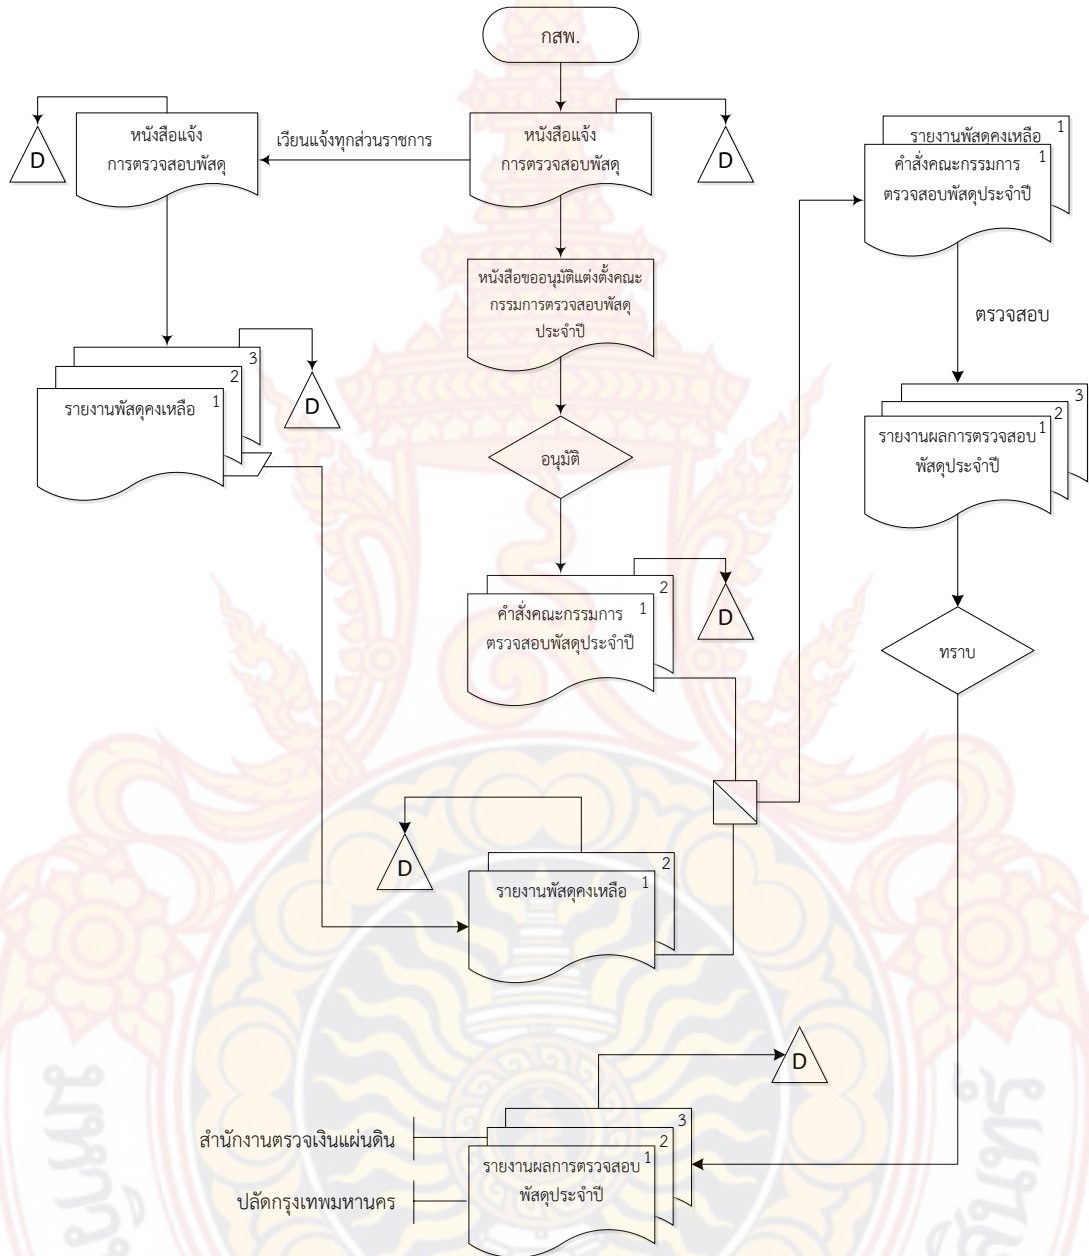 กสพ.
D
หนังสือแจ้ง
การตรวจสอบพัสดุ
เวียนแจ้งทุกส่วนราชการ
หนังสือแจ้ง
การตรวจสอบพัสดุ
D
รายงานพัสดุคงเหลือ 1
คำสั่งคณะกรรมการ 1
ตรวจสอบพัสดุประจำปี
หนังสือขออนุมัติแต่งตั้งคณะ
กรรมการตรวจสอบพัสดุ
ประจำปี
ตรวจสอบ
3
2
รายงานพัสดุคงเหลือ 1
D
อนุมัติ
3
2
รายงานผลการตรวจสอบ 1
พัสดุประจำปี
2
คำสั่งคณะกรรมการ 1
ตรวจสอบพัสดุประจำปี
D
ทราบ
D
2
รายงานพัสดุคงเหลือ 1
D
3
2
สำนักงานตรวจเงินแผ่นดิน
รายงานผลการตรวจสอบ 1
พัสดุประจำปี
ปลัดกรุงเทพมหานคร